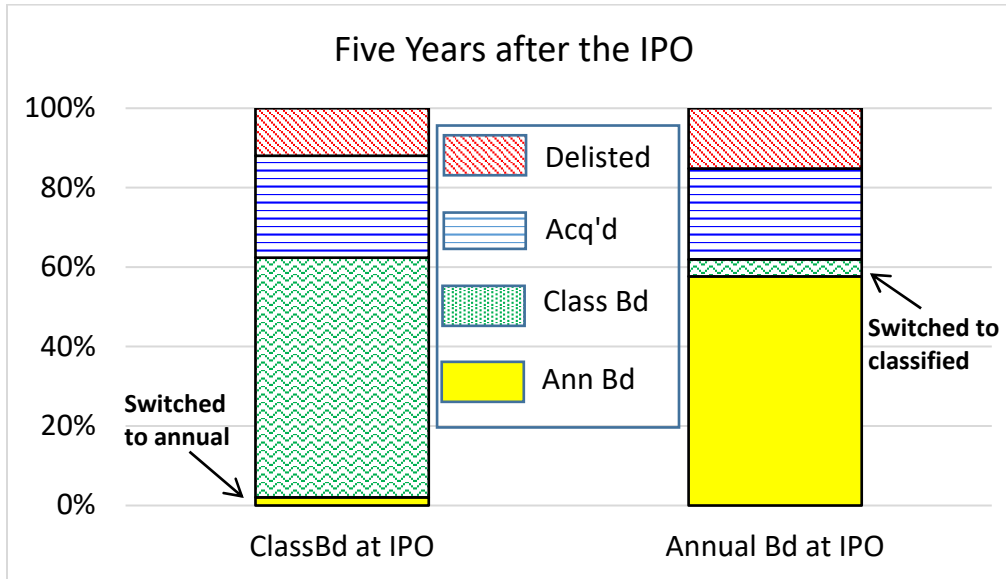 Five Years after the IPO
100%
80%
60%
40%
20%
0%
Delisted
Acq'd
Class Bd
Ann Bd
Switched
to annual
Switched to
classified
ClassBd at IPO
Annual Bd at IPO